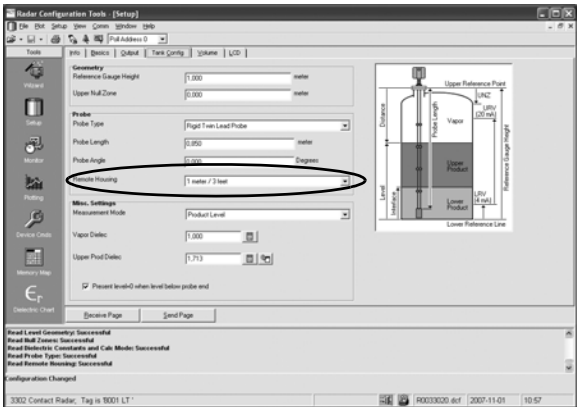 Radar Configuration Tools - [Setup]
File Plot Setup View Comm Window Help
Poll Address 0
Tools
Info Basics Output Tank Config Volume LCD
Wizard
Setup
Monitor
Plotting
Device Cmds
Memory Map
Dielectric Chart
εr
Geometry
Reference Gauge Height 1,000 meter
Upper Null Zone 0,000 meter
Probe
Probe Type Rigid Twin Lead Probe
Probe Length 0,850 meter
Probe Angle 0,000 Degrees
Remote Housing 1 meter / 3 feet
Misc. Settings
Measurement Mode Product Level
Vapor Dielec 1,000
Upper Prod Dielec 1,713
Present level=0 when level below probe end
Receive Page Send Page
Upper Reference Point
UNZ
URV
(20 mA)
Distance
Probe Length
Vapor
Reference Gauge Height
Upper
Product
Level
Interface
Lower
Product
LRV
(4 mA)
Lower Reference Line
Read Level Geometry: Successful
Read Null Zones: Successful
Read Dielectric Constants and Calc Mode: Successful
Read Probe Type: Successful
Read Remote Housing: Successful
Configuration Changed
3302 Contact Radar, Tag is '8001 LT ' R0033020.dcf 2007-11-01 10:57